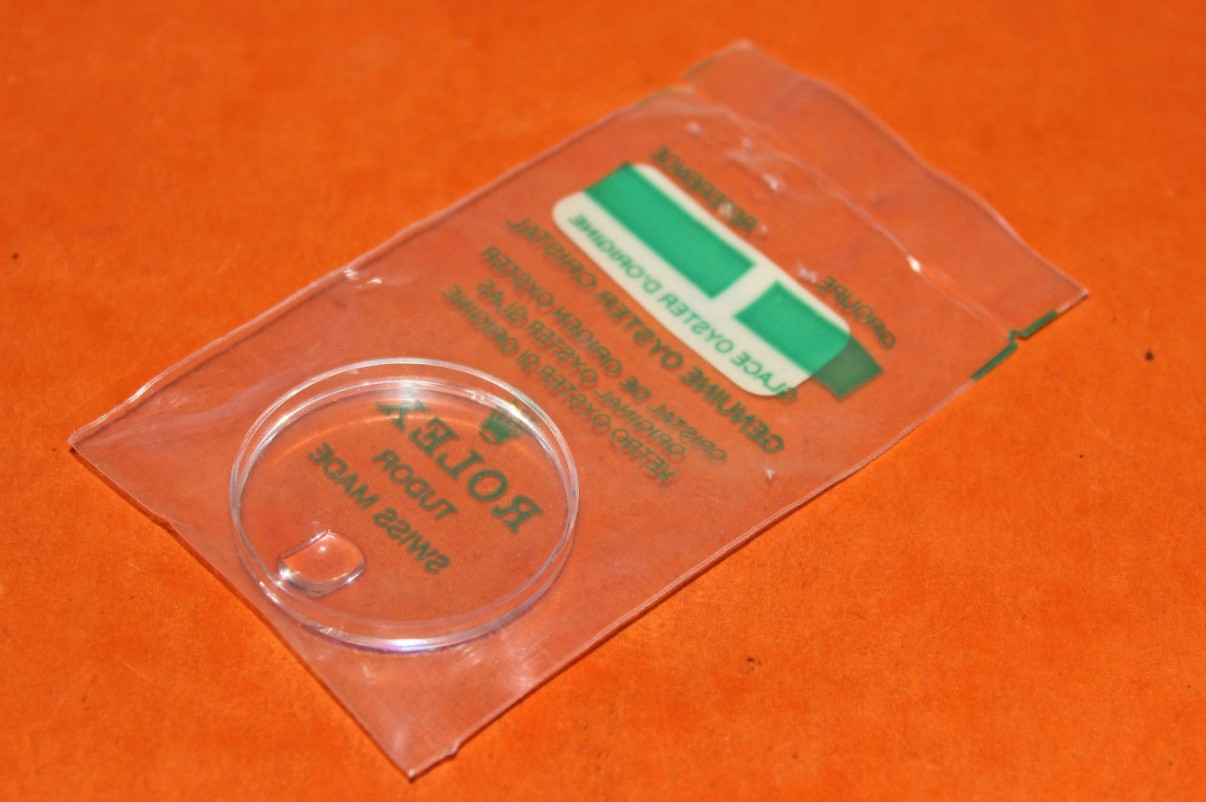 REFERENCE GROUPE
GLACE OYSTER D'ORIGINE
GENUINE OYSTER CRISTAL
CRISTAL DE ORIGEN OYSTER
ORIGINAL OYSTER GLAS
VETRO OYSTER DI ORIGINE
ROLEX
TUDOR
SWISS MADE